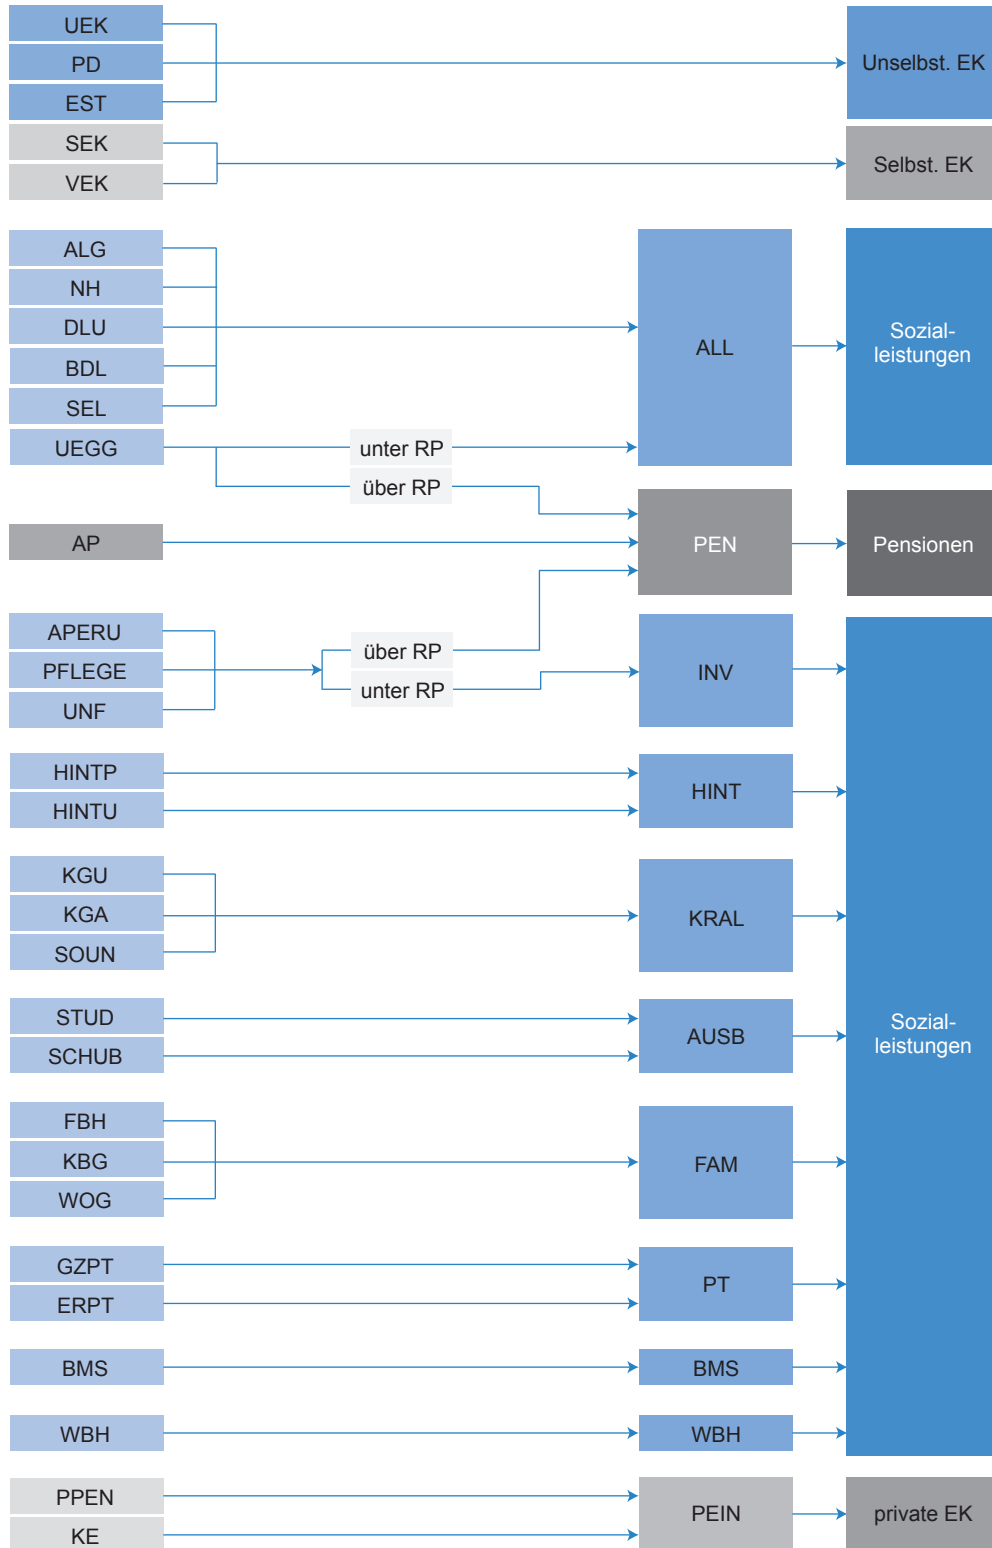 UEK
PD
EST
Unselbst. EK
SEK
VEK
Selbst. EK
ALG
NH
DLU
BDL
SEL
UEGG
unter RP
über RP
ALL
Sozial-
leistungen
AP
PEN
Pensionen
APERU
PFLEGE
UNF
über RP
unter RP
INV
HINTP
HINTU
HINT
KGU
KGA
SOUN
KRAL
STUD
SCHUB
AUSB
Sozial-
leistungen
FBH
KBG
WOG
FAM
GZPT
ERPT
PT
BMS
BMS
WBH
WBH
PPEN
KE
PEIN
private EK